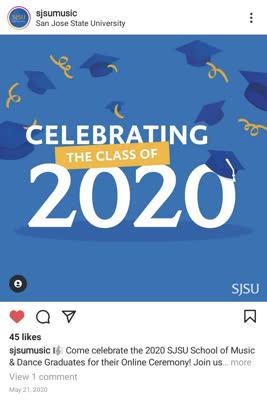 SJSU
sjsumusic
San Jose State University
CELEBRATING
THE CLASS OF
2020
SJSU
45 likes
sjsumusic 🎼 Come celebrate the 2020 SJSU School of Music
& Dance Graduates for their Online Ceremony! Join us... more
View 1 comment
May 21, 2020